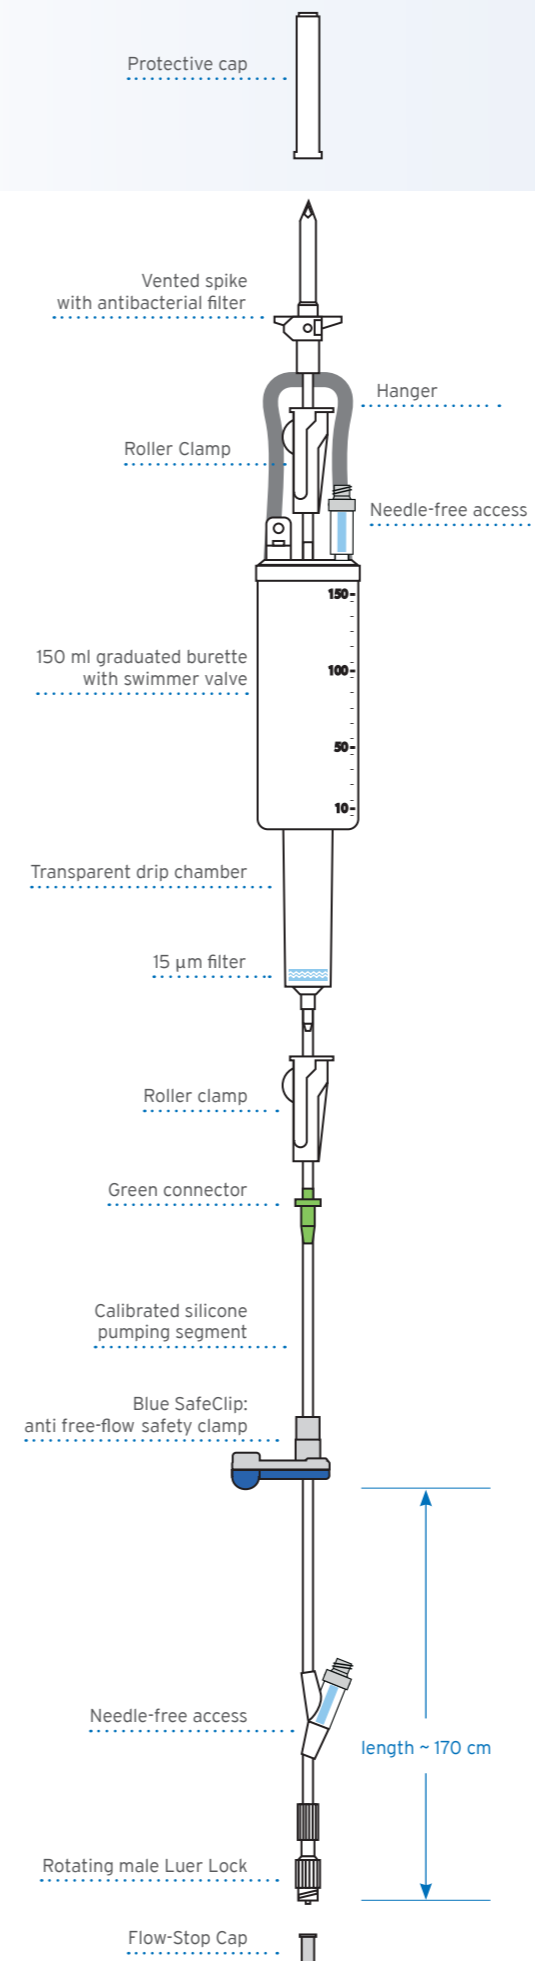 Protective cap
Vented spike
with antibacterial filter
Hanger
Roller Clamp
Needle-free access
150
150 ml graduated burette
with swimmer valve
100
50
10
Transparent drip chamber
15 µm filter
Roller clamp
Green connector
Calibrated silicone
pumping segment
Blue SafeClip:
anti free-flow safety clamp
Needle-free access
length ~ 170 cm
Rotating male Luer Lock
Flow-Stop Cap